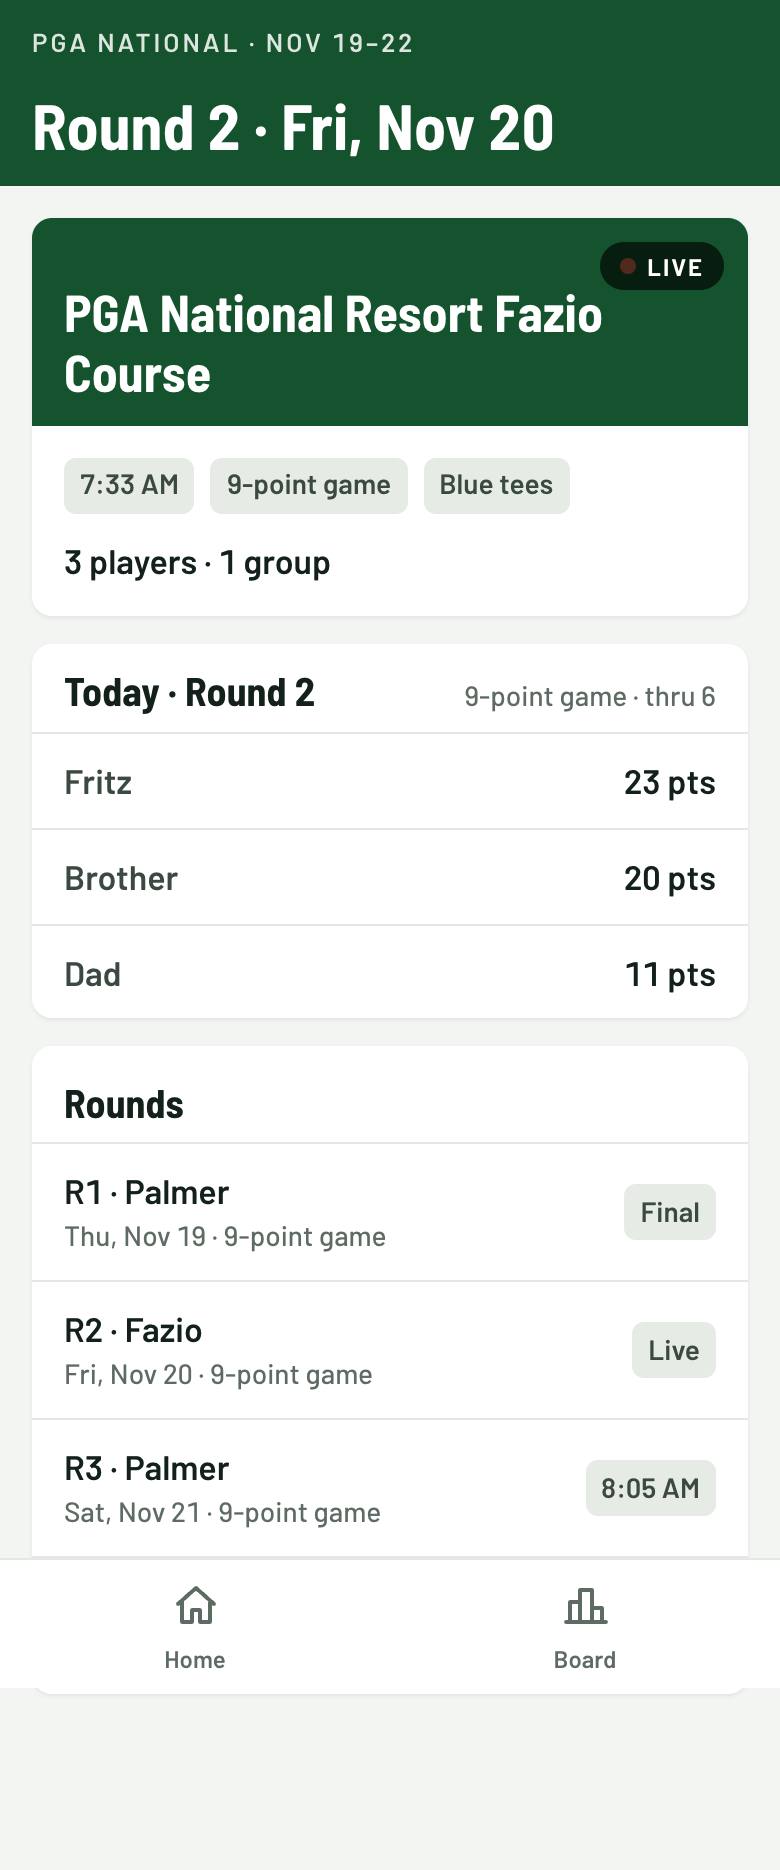 PGA NATIONAL · NOV 19–22
Round 2 · Fri, Nov 20
LIVE
PGA National Resort Fazio
Course
7:33 AM 9-point game Blue tees
3 players · 1 group
Today · Round 2 9-point game · thru 6
Fritz 23 pts
Brother 20 pts
Dad 11 pts
Rounds
R1 · Palmer
Thu, Nov 19 · 9-point game
Final
R2 · Fazio
Fri, Nov 20 · 9-point game
Live
R3 · Palmer
Sat, Nov 21 · 9-point game
8:05 AM
Home Board